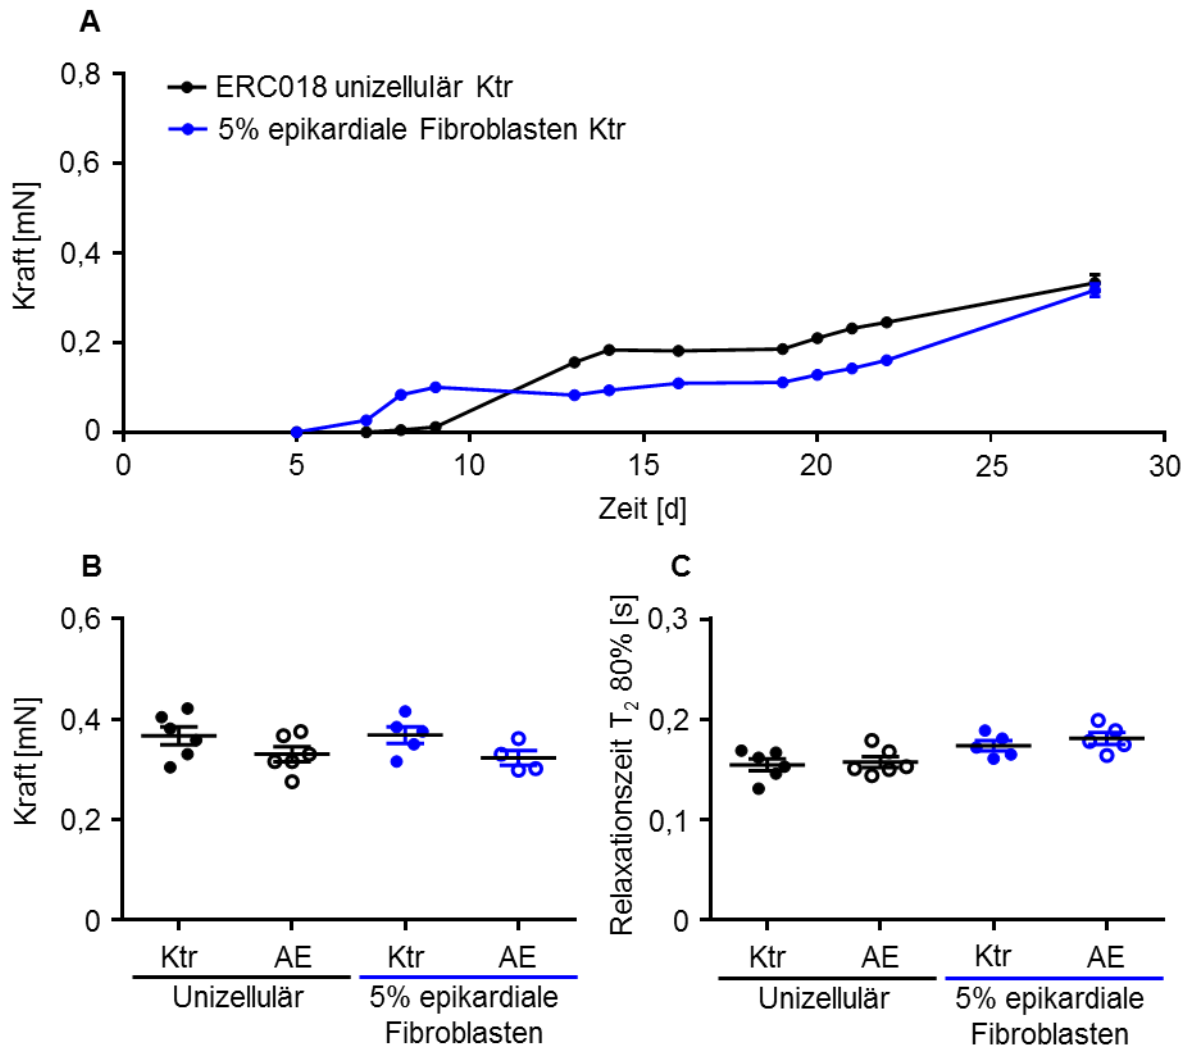 A
0,8
0,6
0,4
0,2
0
Kraft [mN]
ERC018 unizellulär Ktr
5% epikardiale Fibroblasten Ktr
0 5 10 15 20 25 30
Zeit [d]
B
0,6
0,4
0,2
0
Kraft [mN]
Ktr AE Ktr AE
Unizellulär 5% epikardiale
Fibroblasten
C
0,3
0,2
0,1
0
Relaxationszeit T2 80% [s]
Ktr AE Ktr AE
Unizellulär 5% epikardiale
Fibroblasten